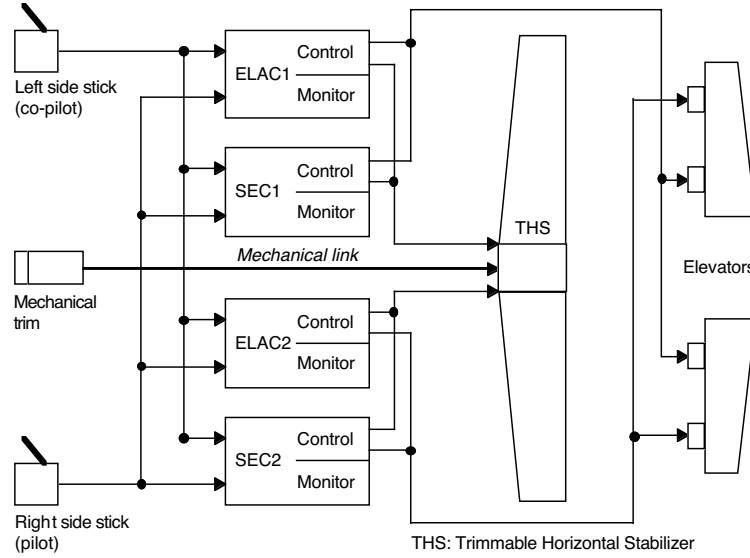 Left side stick
(co-pilot)
ELAC1
Control
Monitor
SEC1
Control
Monitor
THS
Mechanical link
Elevators
Mechanical
trim
ELAC2
Control
Monitor
SEC2
Control
Monitor
Right side stick
(pilot)
THS: Trimmable Horizontal Stabilizer